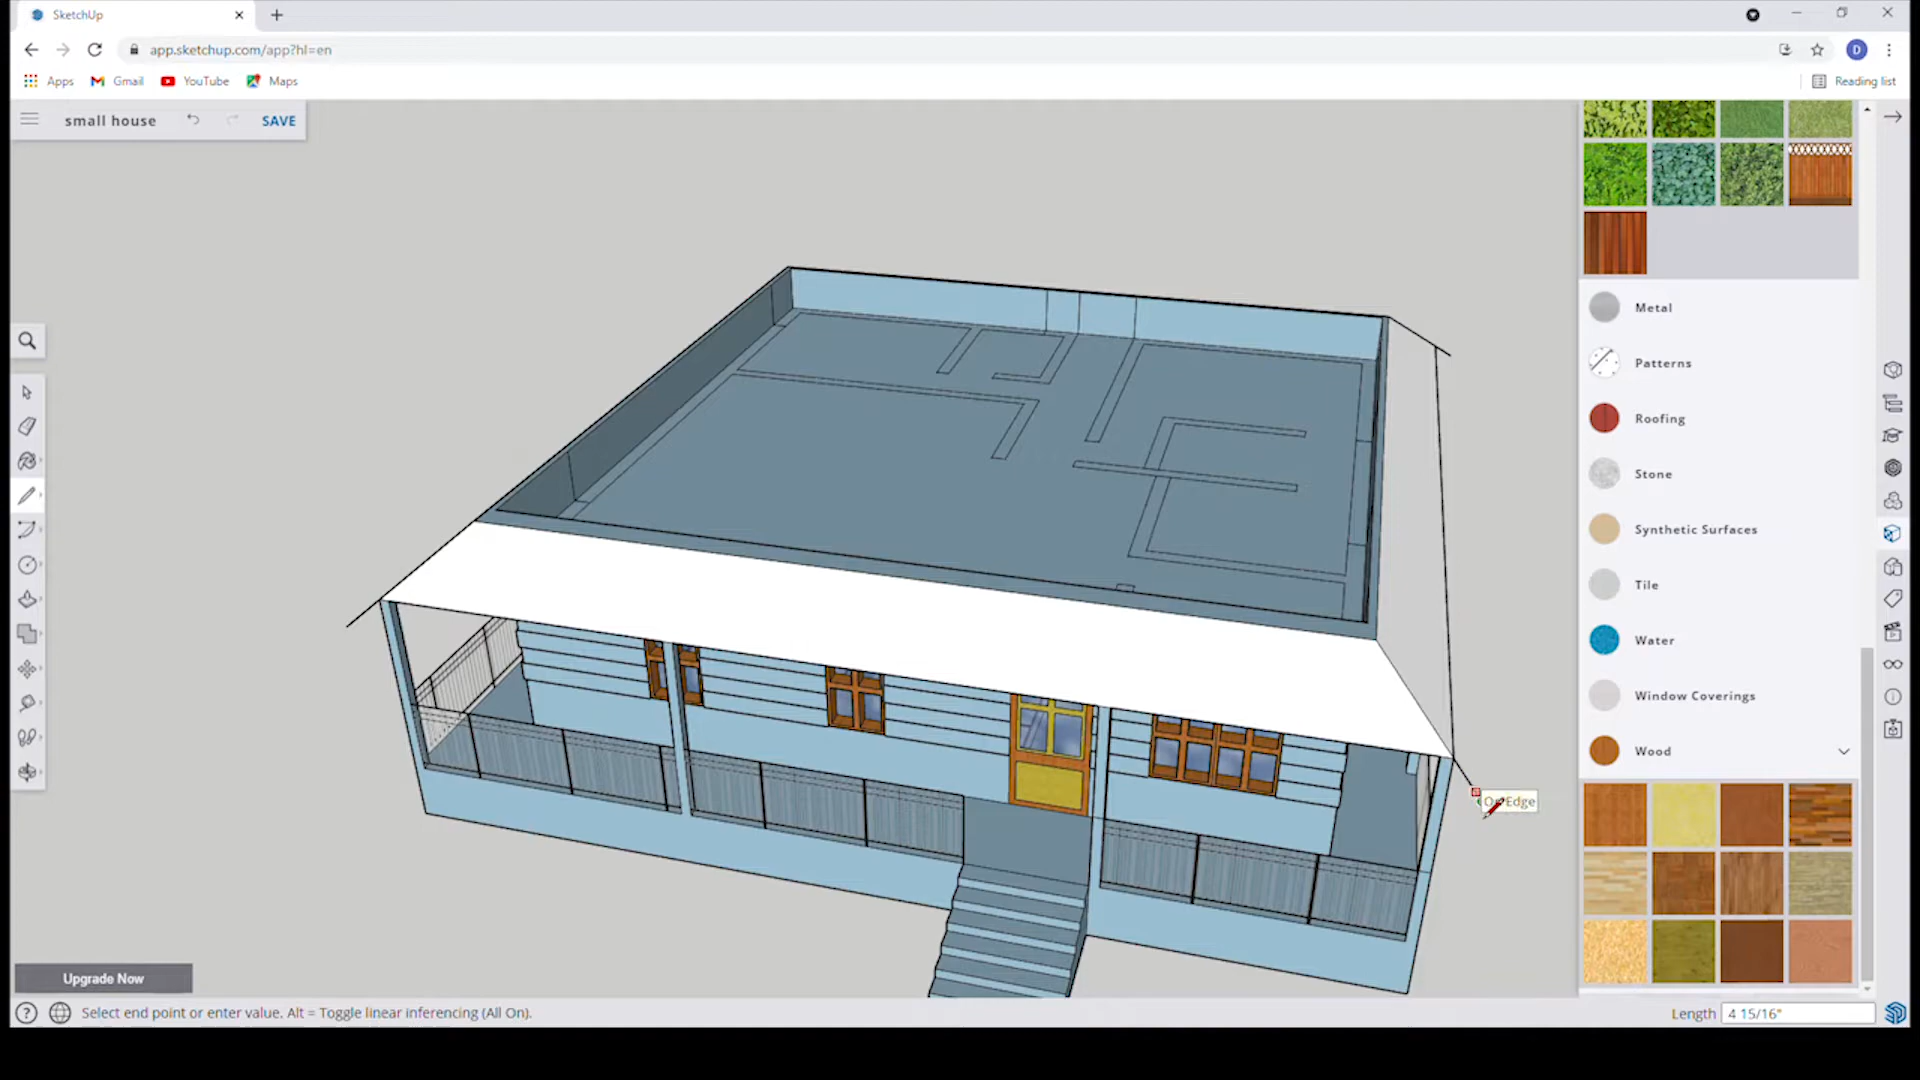 SketchUp
app.sketchup.com/app?hl=en
D
Apps
Gmail
YouTube
Maps
Reading list
small house
SAVE
Metal
Patterns
Roofing
Stone
Synthetic Surfaces
Tile
Water
Window Coverings
Wood
On Edge
Upgrade Now
Select end point or enter value. Alt = Toggle linear inferencing (All On).
Length 4 15/16"